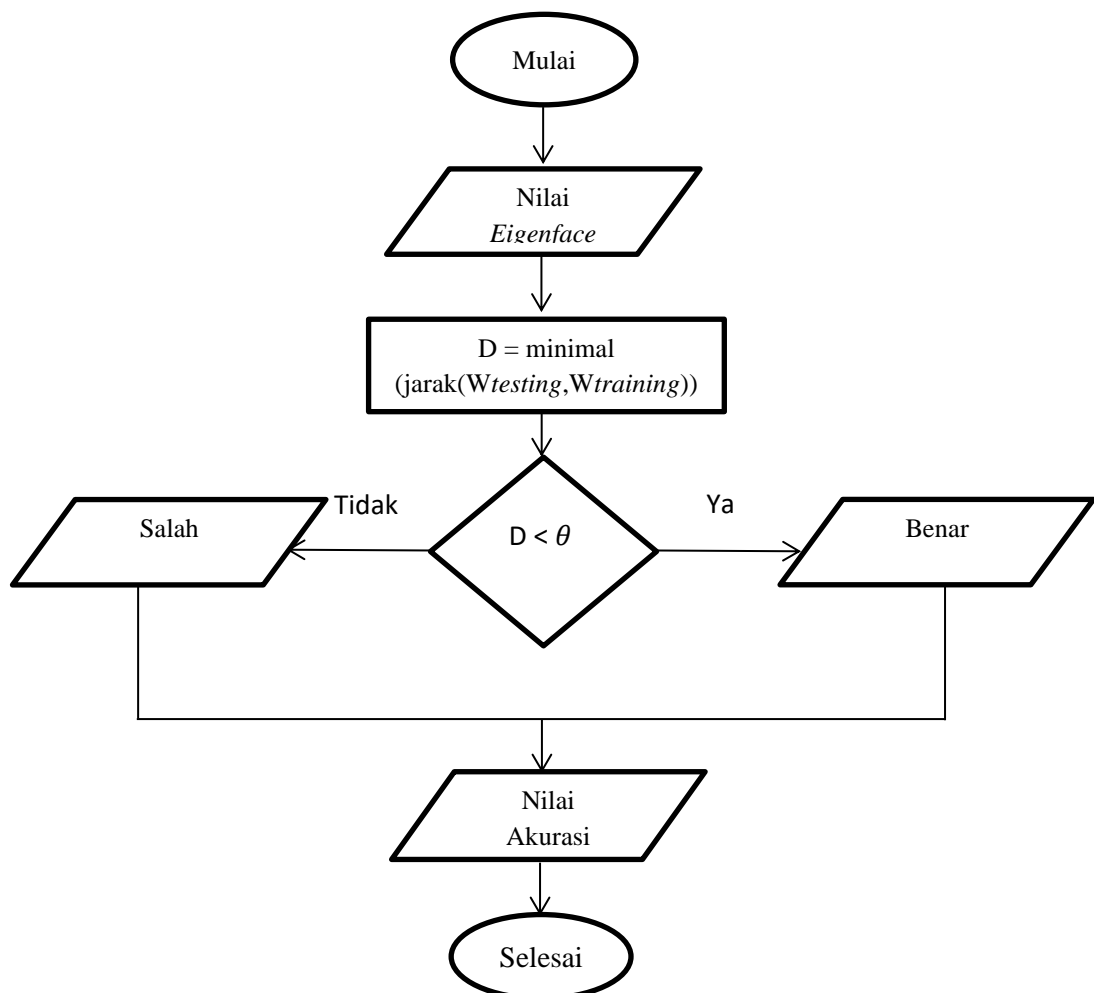 Mulai
Nilai
Eigenface
D = minimal
(jarak(Wtesting,Wtraining))
Tidak
Ya
Salah
D < θ
Benar
Nilai
Akurasi
Selesai